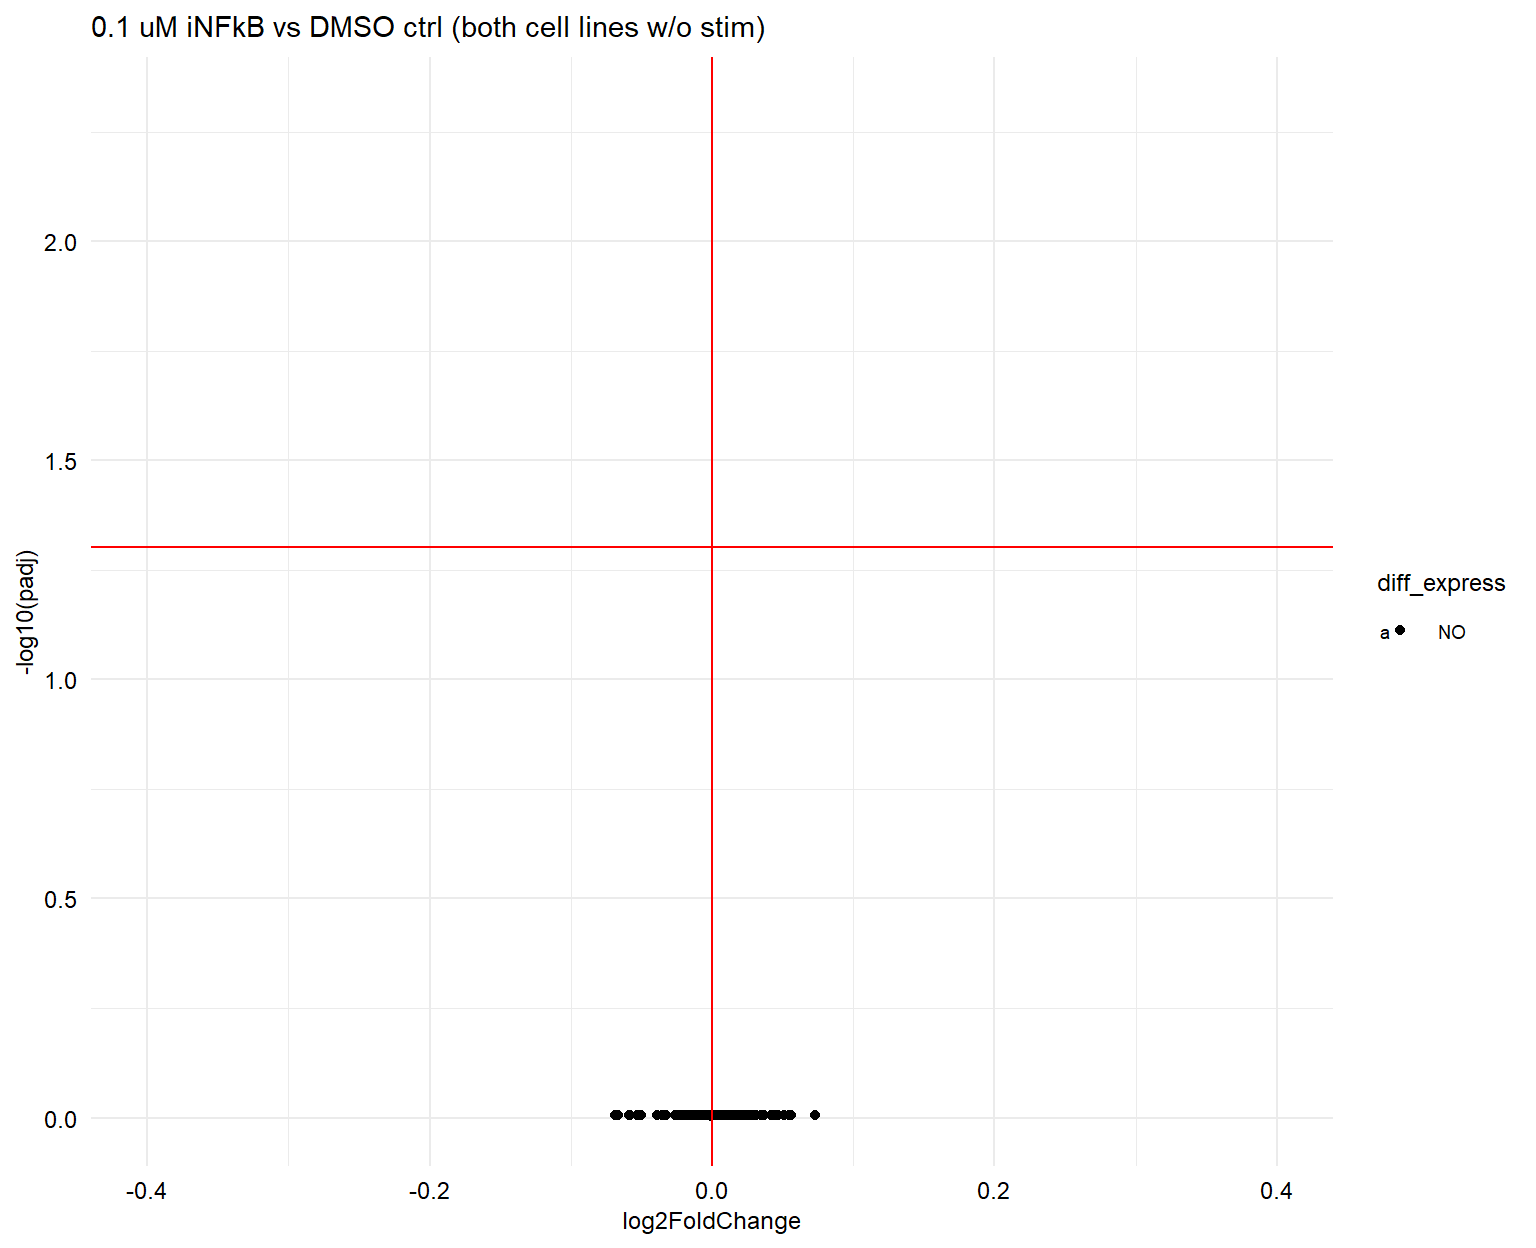 0.1 uM iNFkB vs DMSO ctrl (both cell lines w/o stim)
-log10(padj)
2.0
1.5
1.0
0.5
0.0
-0.4
-0.2
0.0
0.2
0.4
log2FoldChange
diff_express
a NO